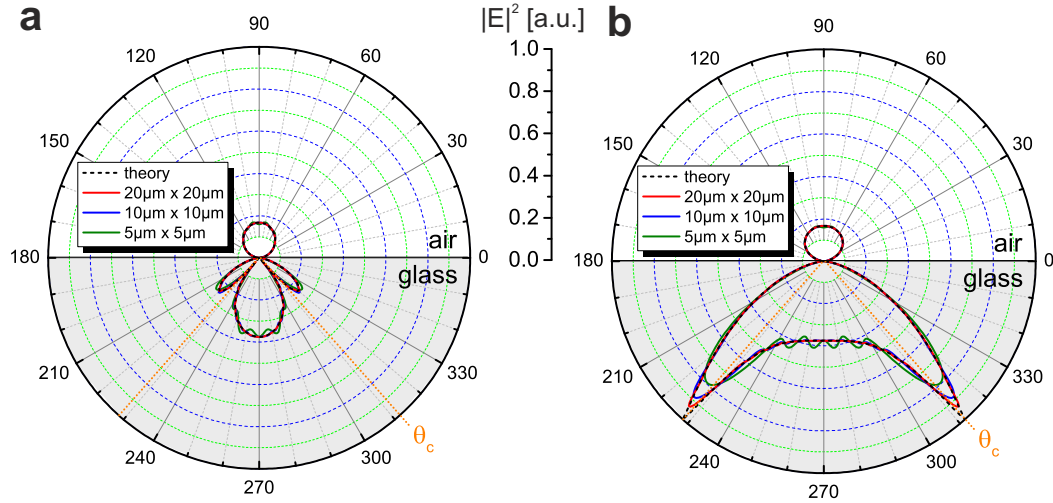 a
|E|² [a.u.]
b
90
120
60
150
30
180
0
210
330
240
300
270
theory
20µm x 20µm
10µm x 10µm
5µm x 5µm
air
glass
θc
1.0
0.8
0.6
0.4
0.2
0.0
90
120
60
150
30
180
0
210
330
240
300
270
theory
20µm x 20µm
10µm x 10µm
5µm x 5µm
air
glass
θc